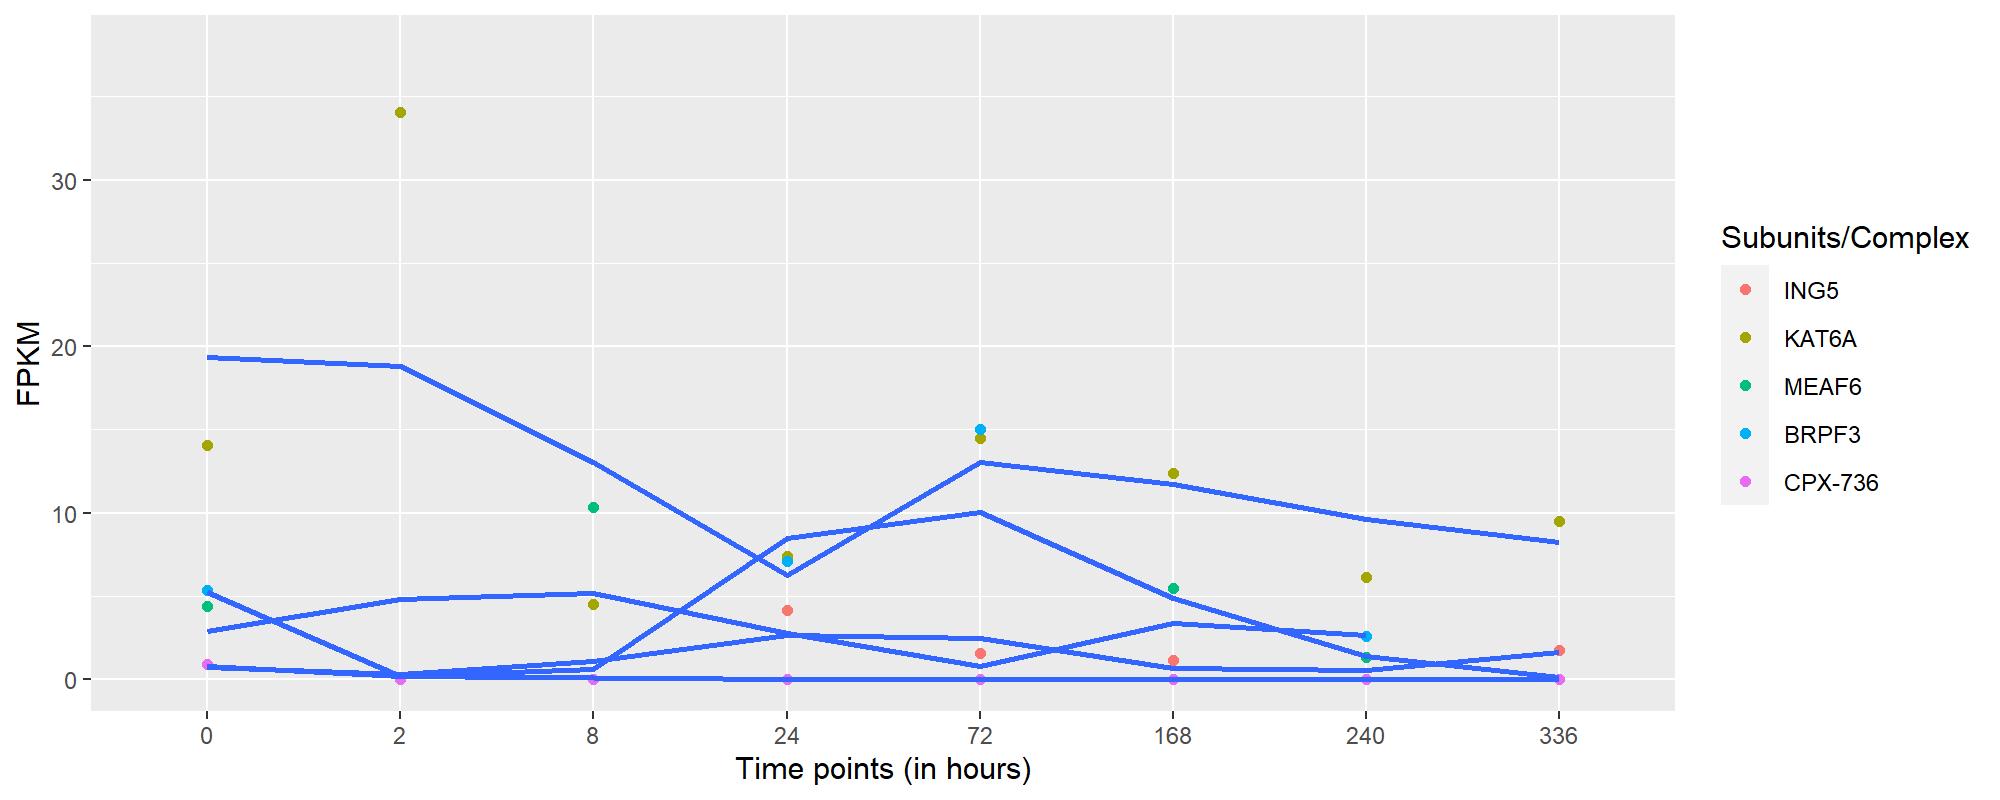 FPKM
30
20
10
0
0 2 8 24 72 168 240 336
Time points (in hours)
Subunits/Complex
ING5
KAT6A
MEAF6
BRPF3
CPX-736